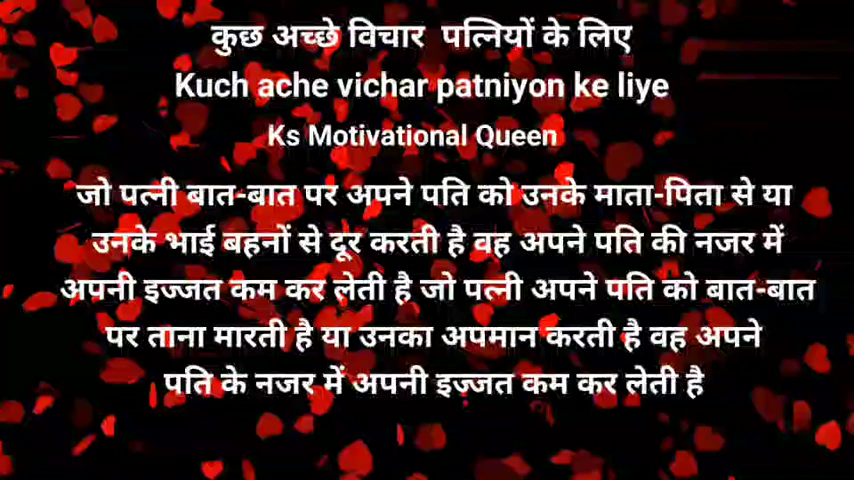 कुछ अच्छे विचार पत्नियों के लिए
Kuch ache vichar patniyon ke liye
Ks Motivational Queen
जो पत्नी बात-बात पर अपने पति को उनके माता-पिता से या
उनके भाई बहनों से दूर करती है वह अपने पति की नजर में
अपनी इज्जत कम कर लेती है जो पत्नी अपने पति को बात-बात
पर ताना मारती है या उनका अपमान करती है वह अपने
पति के नजर में अपनी इज्जत कम कर लेती है